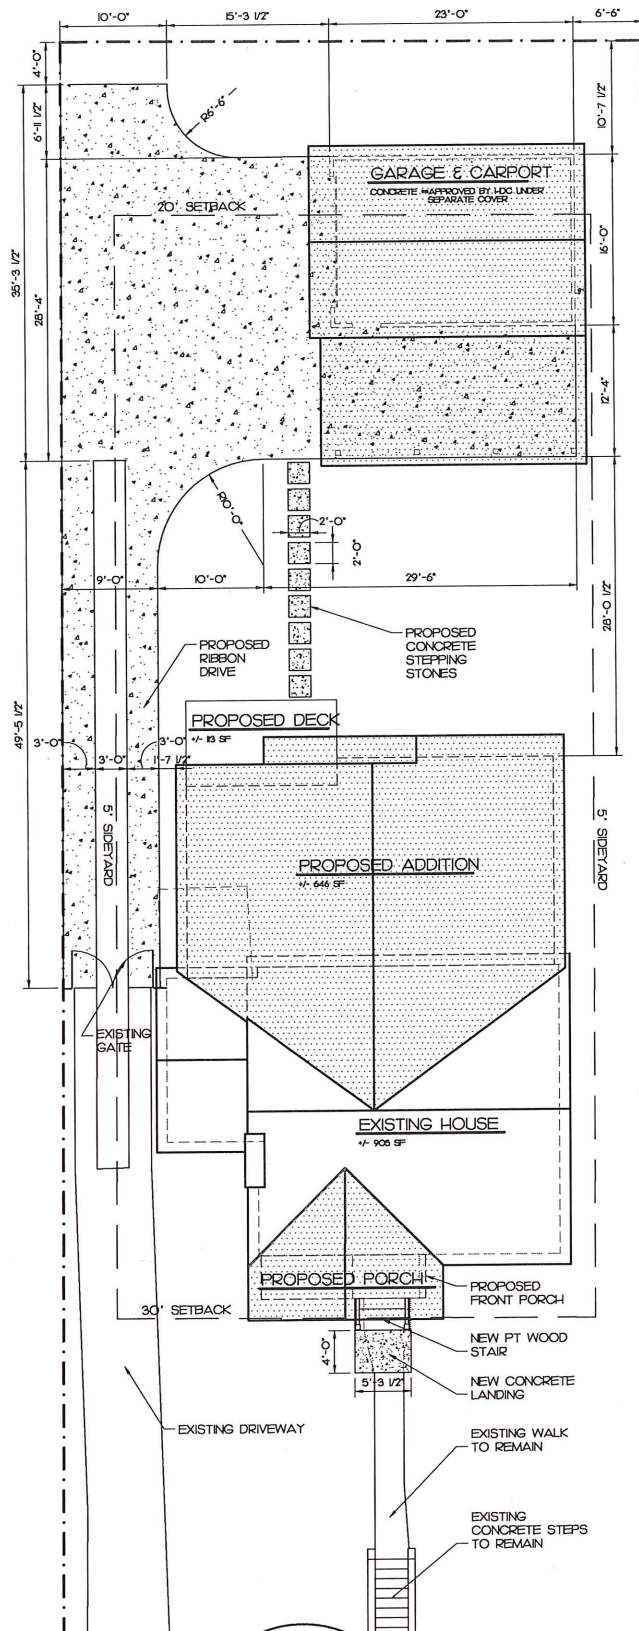 10'-0"
15'-3 1/2"
23'-0"
6'-6"
4'-0"
6'-11 1/2"
R6'-6"
10'-7 1/2"
GARAGE & CARPORT
APPROVED BY HDC UNDER
SEPARATE COVER
CONCRETE
20' SETBACK
35'-3 1/2"
28'-4"
16'-0"
12'-4"
R10'-0"
2'-0"
2'-0"
9'-0"
10'-0"
29'-6"
28'-0 1/2"
PROPOSED
RIBBON
DRIVE
PROPOSED
CONCRETE
STEPPING
STONES
49'-5 1/2"
PROPOSED DECK
+/- 113 SF
3'-0"
3'-0"
3'-0"
1'-7 1/2"
5' SIDEYARD
5' SIDEYARD
PROPOSED ADDITION
+/- 646 SF
EXISTING
GATE
EXISTING HOUSE
+/- 905 SF
PROPOSED PORCH
PROPOSED
FRONT PORCH
30' SETBACK
NEW PT WOOD
STAIR
4'-0"
5'-3 1/2"
NEW CONCRETE
LANDING
EXISTING DRIVEWAY
EXISTING WALK
TO REMAIN
EXISTING
CONCRETE STEPS
TO REMAIN